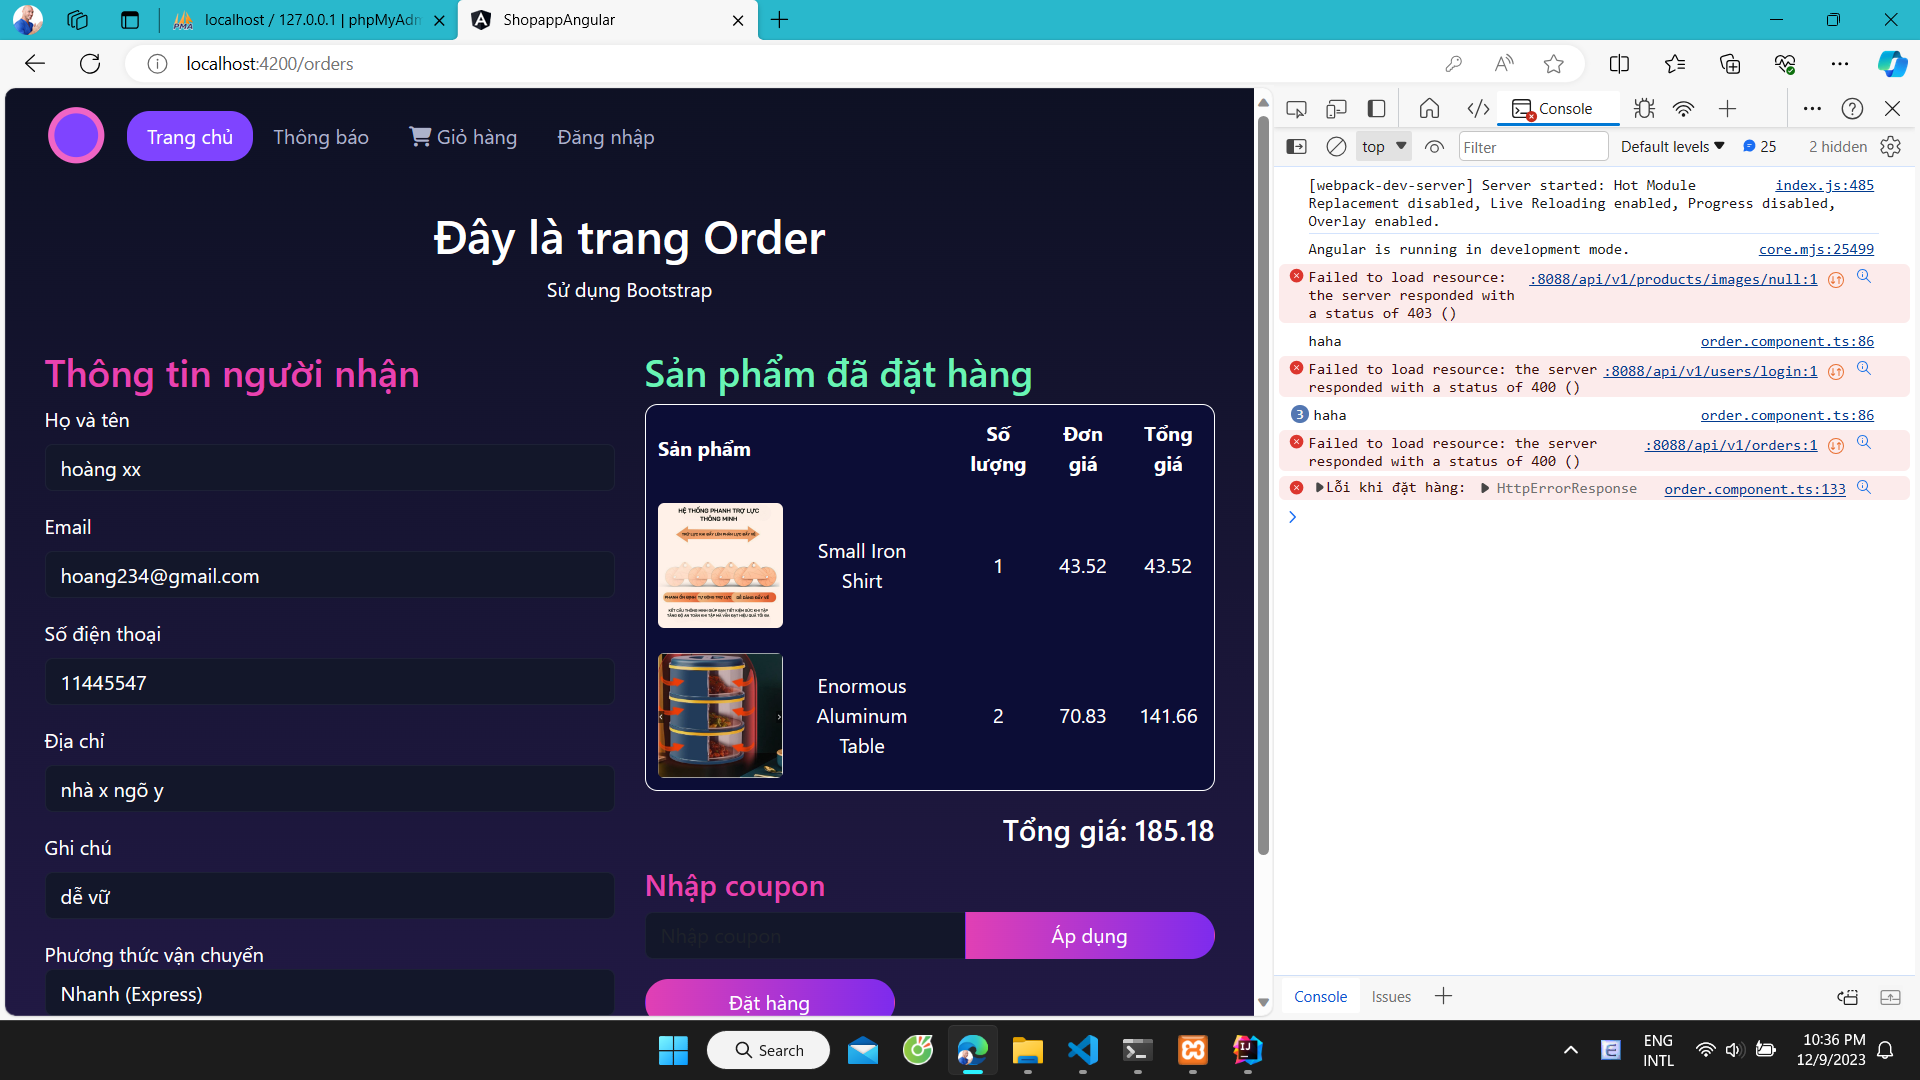 localhost / 127.0.0.1 | phpMyAdm
ShopappAngular
localhost:4200/orders
Trang chủ
Thông báo
Giỏ hàng
Đăng nhập
Đây là trang Order
Sử dụng Bootstrap
Thông tin người nhận
Họ và tên
hoàng xx
Email
hoang234@gmail.com
Số điện thoại
11445547
Địa chỉ
nhà x ngõ y
Ghi chú
dễ vữ
Phương thức vận chuyển
Nhanh (Express)
Sản phẩm đã đặt hàng
Sản phẩm
Số lượng
Đơn giá
Tổng giá
HỆ THỐNG PHANH TRỢ LỰC
THÔNG MINH
Small Iron
Shirt
1
43.52
43.52
Enormous
Aluminum
Table
2
70.83
141.66
Tổng giá: 185.18
Nhập coupon
Nhập coupon
Áp dụng
Đặt hàng
Console
top
Filter
Default levels
25
2 hidden
[webpack-dev-server] Server started: Hot Module index.js:485
Replacement disabled, Live Reloading enabled, Progress disabled,
Overlay enabled.
Angular is running in development mode. core.mjs:25499
Failed to load resource: :8088/api/v1/products/images/null:1
the server responded with
a status of 403 ()
haha order.component.ts:86
Failed to load resource: the server :8088/api/v1/users/login:1
responded with a status of 400 ()
3 haha order.component.ts:86
Failed to load resource: the server :8088/api/v1/orders:1
responded with a status of 400 ()
Lỗi khi đặt hàng: HttpErrorResponse order.component.ts:133
Console
Issues
Search
ENG
INTL
10:36 PM
12/9/2023